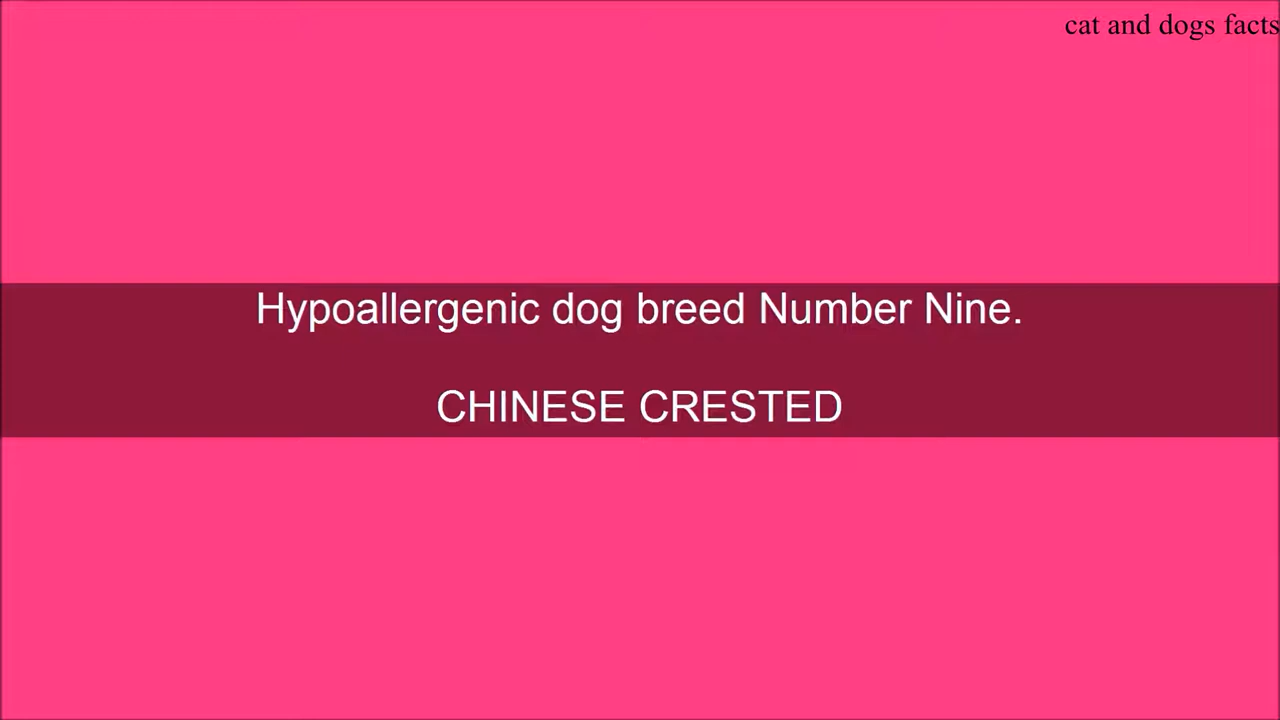 cat and dogs facts
Hypoallergenic dog breed Number Nine.
CHINESE CRESTED